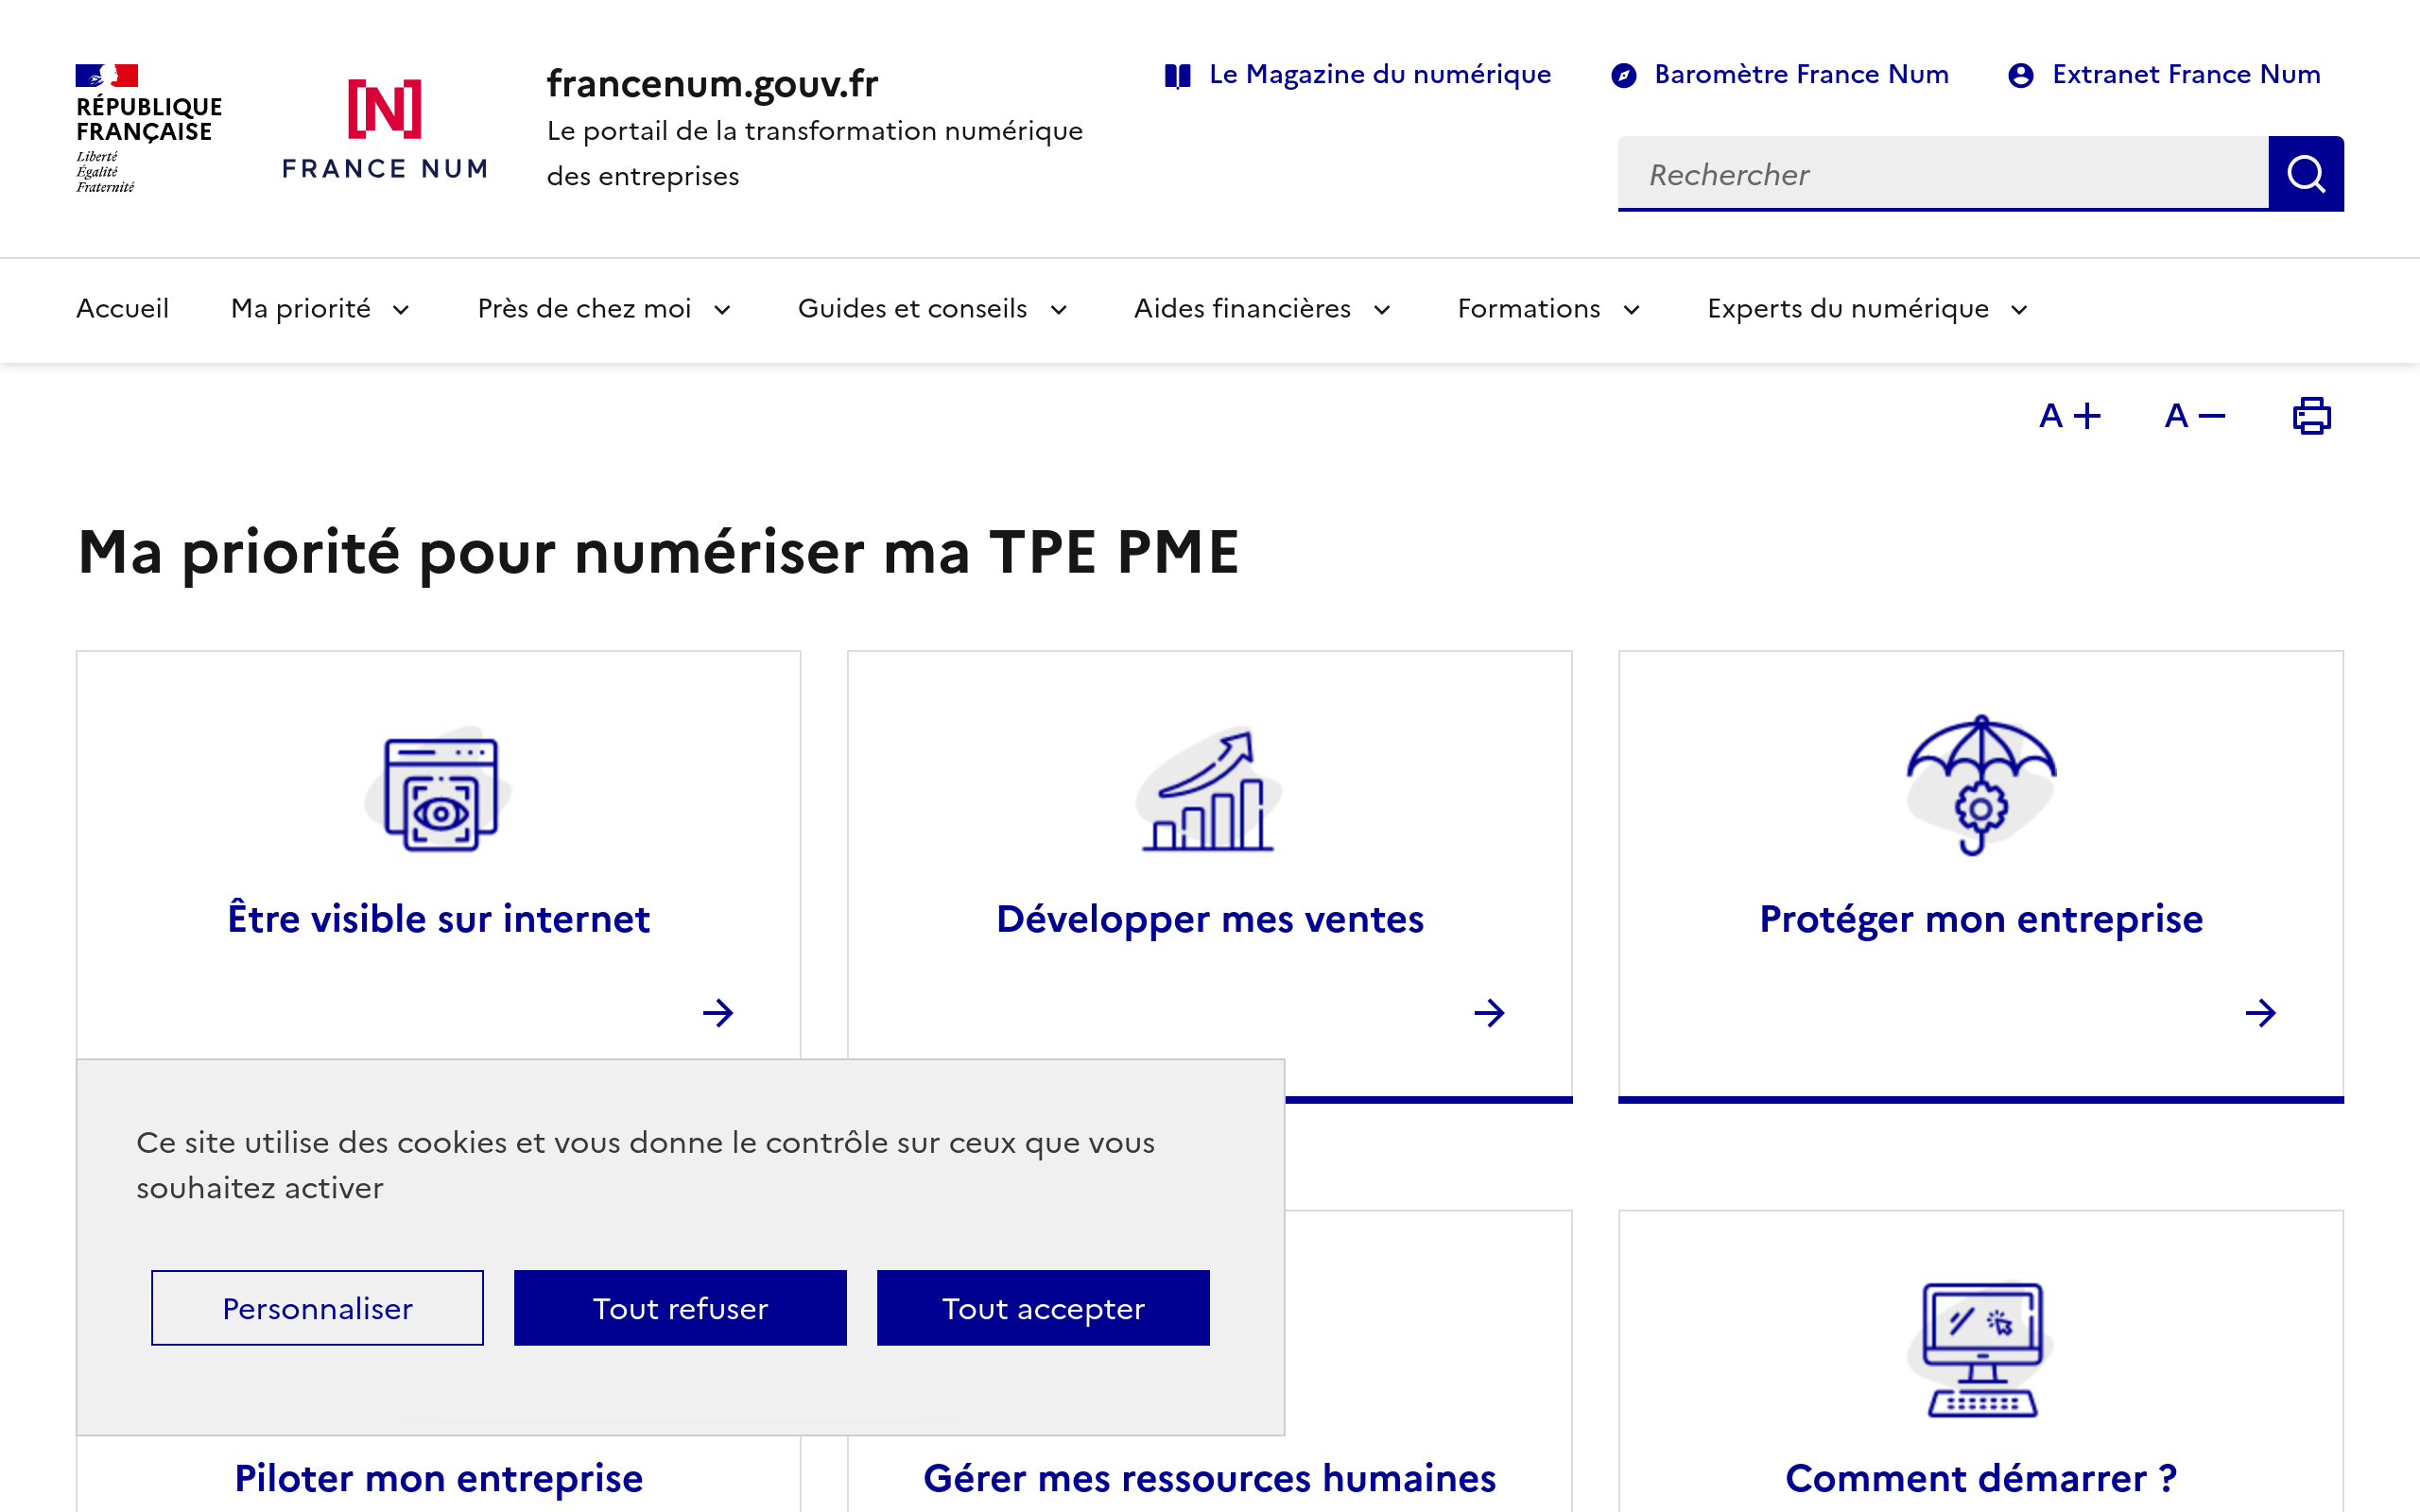 RÉPUBLIQUE
FRANÇAISE
Liberté
Égalité
Fraternité
[N]
FRANCE NUM
francenum.gouv.fr
Le portail de la transformation numérique
des entreprises
Le Magazine du numérique
Baromètre France Num
Extranet France Num
Rechercher
Accueil
Ma priorité
Près de chez moi
Guides et conseils
Aides financières
Formations
Experts du numérique
A +
A −
Ma priorité pour numériser ma TPE PME
Être visible sur internet
Développer mes ventes
Protéger mon entreprise
Ce site utilise des cookies et vous donne le contrôle sur ceux que vous
souhaitez activer
Personnaliser
Tout refuser
Tout accepter
Piloter mon entreprise
Gérer mes ressources humaines
Comment démarrer ?